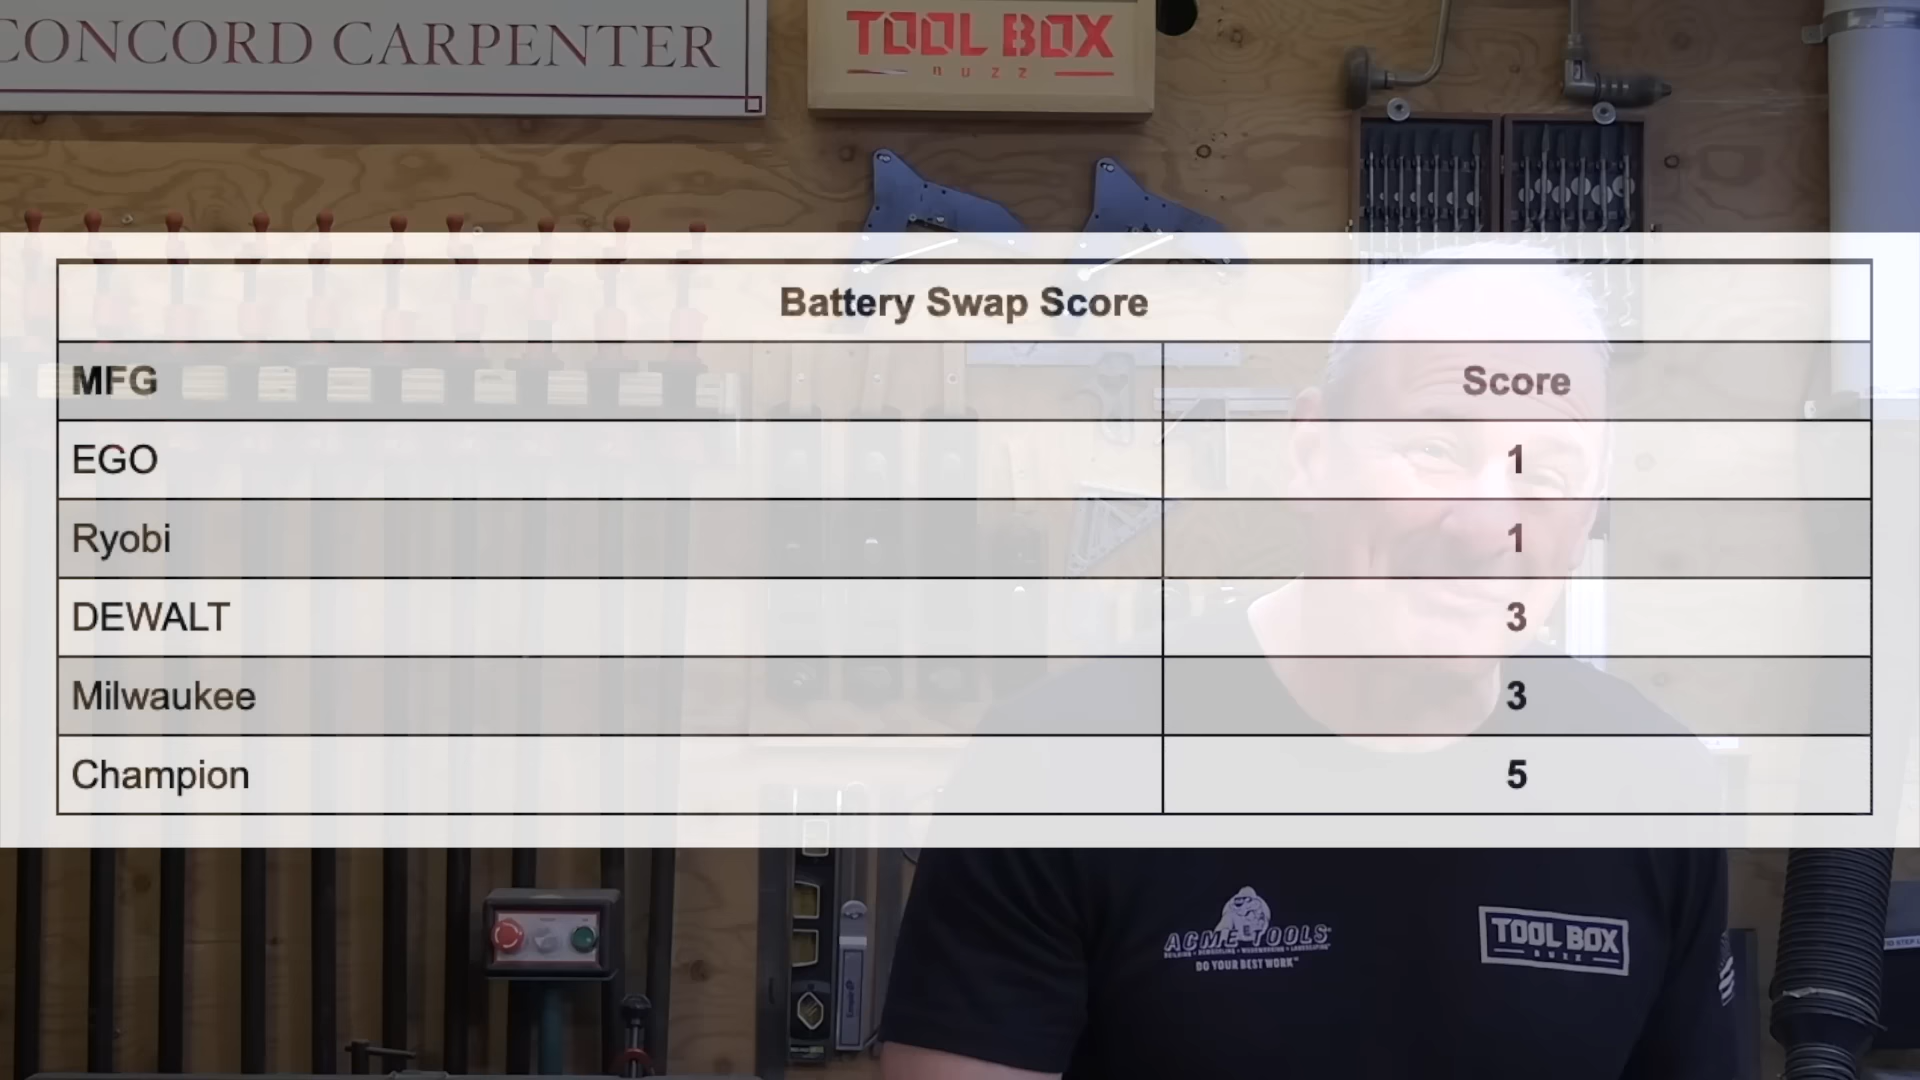 CONCORD CARPENTER
TOOL BOX
BUZZ
Battery Swap Score
MFG Score
EGO 1
Ryobi 1
DEWALT 3
Milwaukee 3
Champion 5
ACME TOOLS
DO YOUR BEST WORK
TOOL BOX
BUZZ